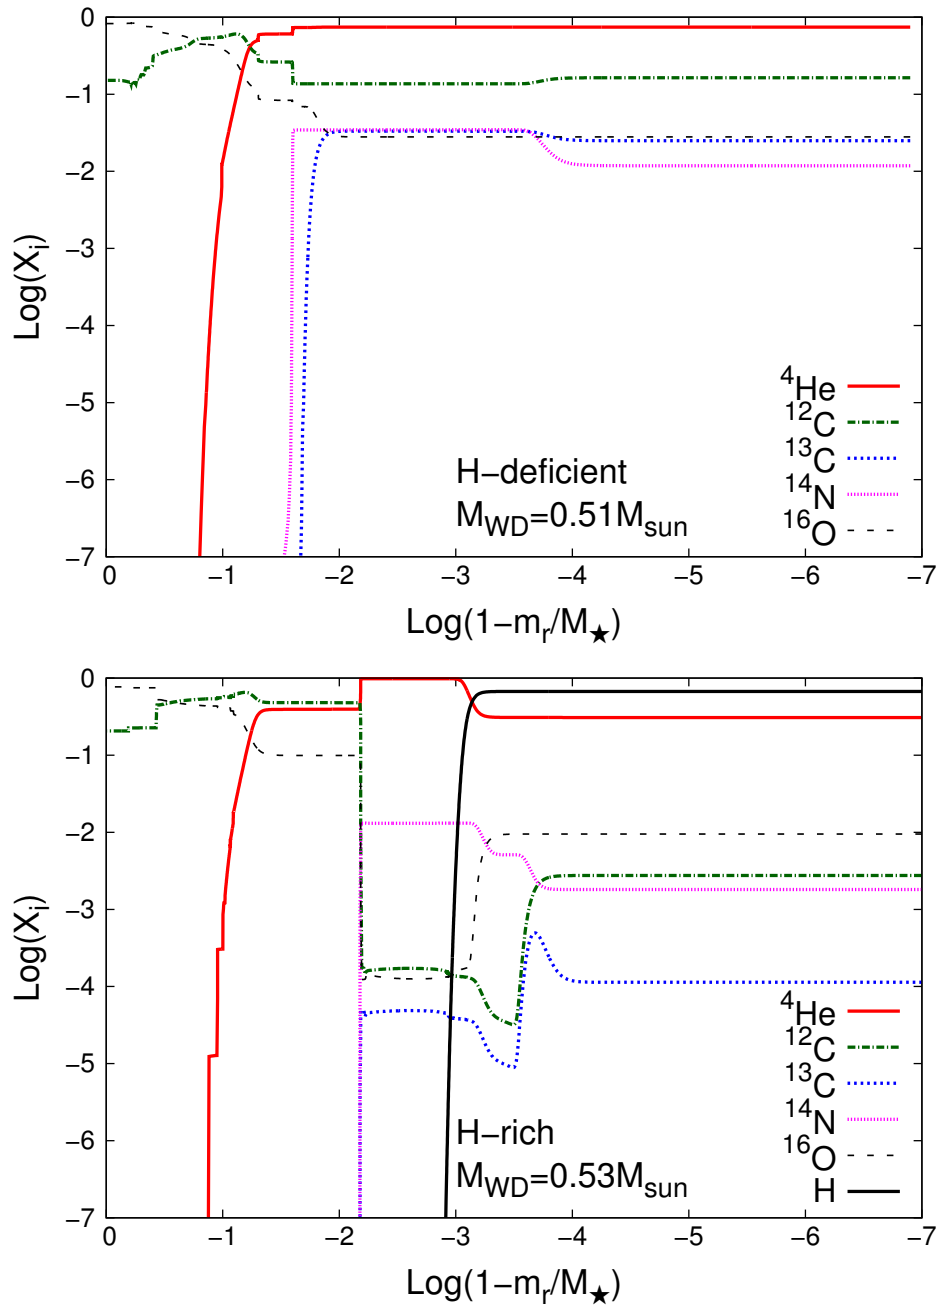 0
−1
−2
−3
−4
−5
−6
−7
Log(X_i)
0 −1 −2 −3 −4 −5 −6 −7
Log(1−m_r/M_★)
H−deficient
M_WD=0.51M_sun
^4He
^12C
^13C
^14N
^16O
0
−1
−2
−3
−4
−5
−6
−7
Log(X_i)
0 −1 −2 −3 −4 −5 −6 −7
Log(1−m_r/M_★)
H−rich
M_WD=0.53M_sun
^4He
^12C
^13C
^14N
^16O
H